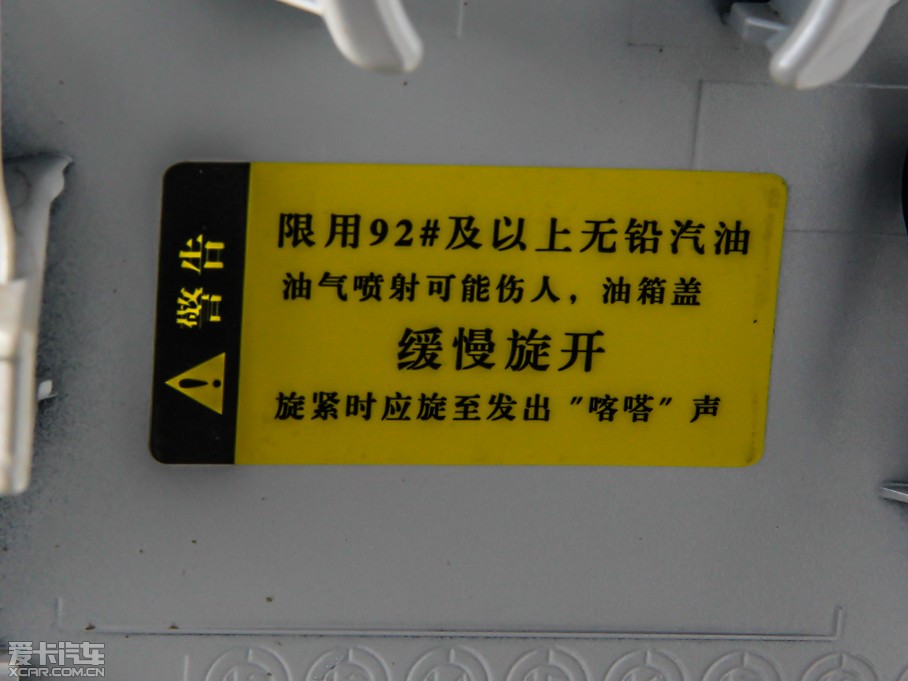 警告
限用92#及以上无铅汽油
油气喷射可能伤人，油箱盖
缓慢旋开
旋紧时应旋至发出"喀嗒"声
爱卡汽车
XCAR.COM.CN